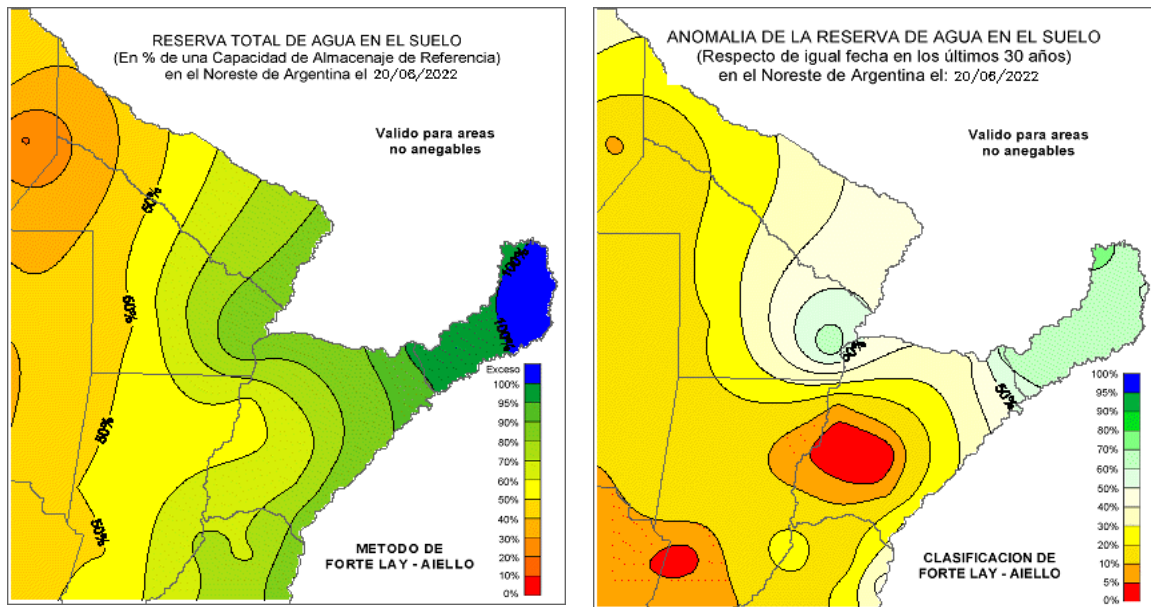 RESERVA TOTAL DE AGUA EN EL SUELO
(En % de una Capacidad de Almacenaje de Referencia)
en el Noreste de Argentina el 20/06/2022
Valido para areas
no anegables
50%
50%
50%
50%
100%
100%
Exceso
100%
95%
90%
80%
70%
60%
50%
40%
30%
20%
10%
0%
METODO DE
FORTE LAY - AIELLO
ANOMALIA DE LA RESERVA DE AGUA EN EL SUELO
(Respecto de igual fecha en los últimos 30 años)
en el Noreste de Argentina el: 20/06/2022
Valido para areas
no anegables
50%
50%
100%
95%
90%
80%
70%
60%
50%
40%
30%
20%
10%
5%
0%
CLASIFICACION DE
FORTE LAY - AIELLO